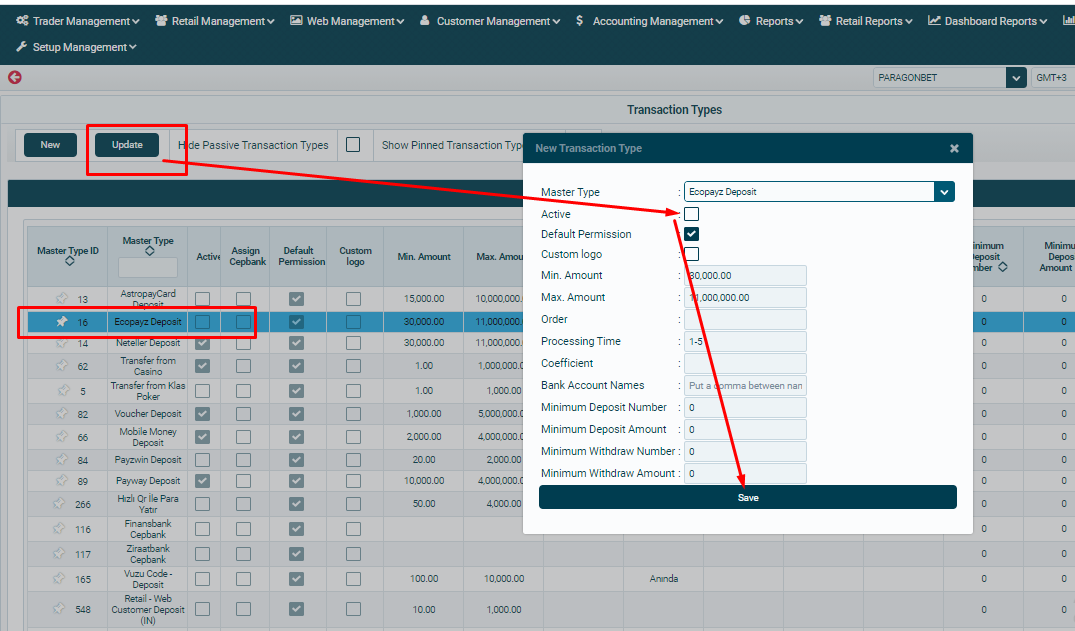 Trader Management Retail Management Web Management Customer Management $ Accounting Management Reports Retail Reports Dashboard Reports
Setup Management
PARAGONBET GMT+3
Transaction Types
New Update Hide Passive Transaction Types Show Pinned Transaction Type
New Transaction Type
Master Type : Ecopayz Deposit
Active :
Default Permission :
Custom logo :
Min. Amount : 30,000.00
Max. Amount : 11,000,000.00
Order :
Processing Time : 1-5
Coefficient :
Bank Account Names : Put a comma between nam
Minimum Deposit Number : 0
Minimum Deposit Amount : 0
Minimum Withdraw Number : 0
Minimum Withdraw Amount : 0
Save
Master Type ID Master Type Active Assign Cepbank Default Permission Custom logo Min. Amount Max. Amou inimum Deposit mber Minimu Depos Amount
13 AstropayCard Deposit 15,000.00 10,000,000. 0 0
16 Ecopayz Deposit 30,000.00 11,000,000. 0 0
14 Neteller Deposit 30,000.00 11,000,000. 0 0
62 Transfer from Casino 1.00 1,000,000.0 0 0
5 Transfer from Klas Poker 1.00 1,000.00 0 0
82 Voucher Deposit 1,000.00 5,000,000.0 0 0
66 Mobile Money Deposit 2,000.00 4,000,000.0 0 0
84 Payzwin Deposit 20.00 2,000.00 0 0
89 Payway Deposit 10,000.00 4,000,000.0 0 0
266 Hızlı Qr İle Para Yatır 50.00 4,000.00 0 0
116 Finansbank Cepbank 0 0
117 Ziraatbank Cepbank 0 0
165 Vuzu Code - Deposit 100.00 10,000.00 Anında 0 0
548 Retail - Web Customer Deposit (IN) 10.00 1,000.00 0 0